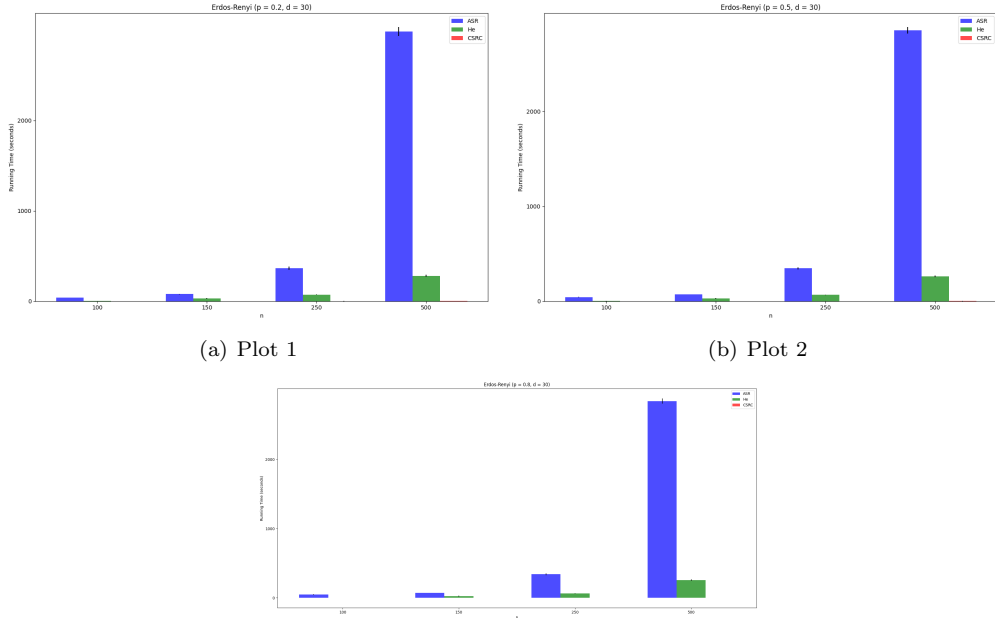 Erdos-Renyi (p = 0.2, d = 30)
ASR
He
CSRC
Running Time (seconds)
2000
1000
0
100 150 250 500
n
(a) Plot 1
Erdos-Renyi (p = 0.5, d = 30)
ASR
He
CSRC
Running Time (seconds)
2000
1000
0
100 150 250 500
n
(b) Plot 2
Erdos-Renyi (p = 0.8, d = 30)
ASR
He
CSRC
Running Time (seconds)
2000
1000
0
100 150 250 500